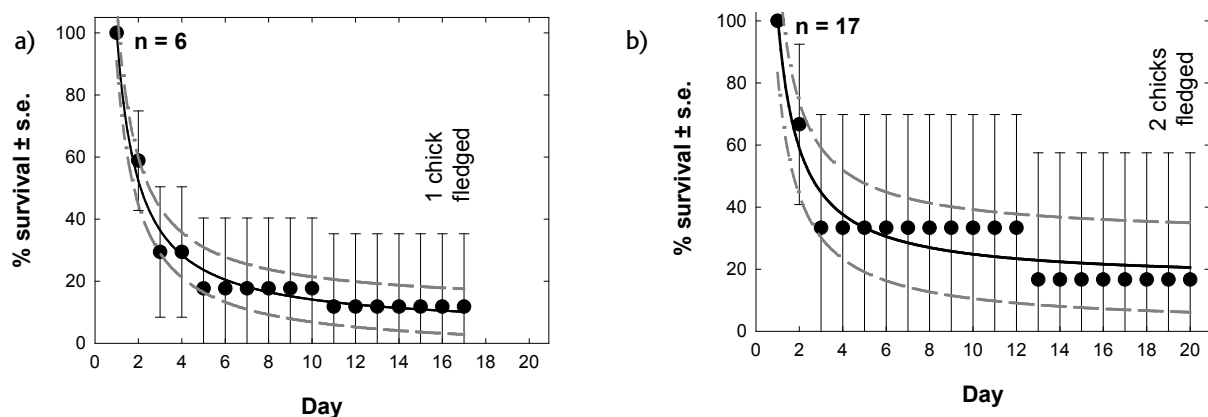 a)
% survival ± s.e.
100
80
60
40
20
0
n = 6
1 chick
fledged
0 2 4 6 8 10 12 14 16 18 20
Day
b)
% survival ± s.e.
100
80
60
40
20
0
n = 17
2 chicks
fledged
0 2 4 6 8 10 12 14 16 18 20
Day